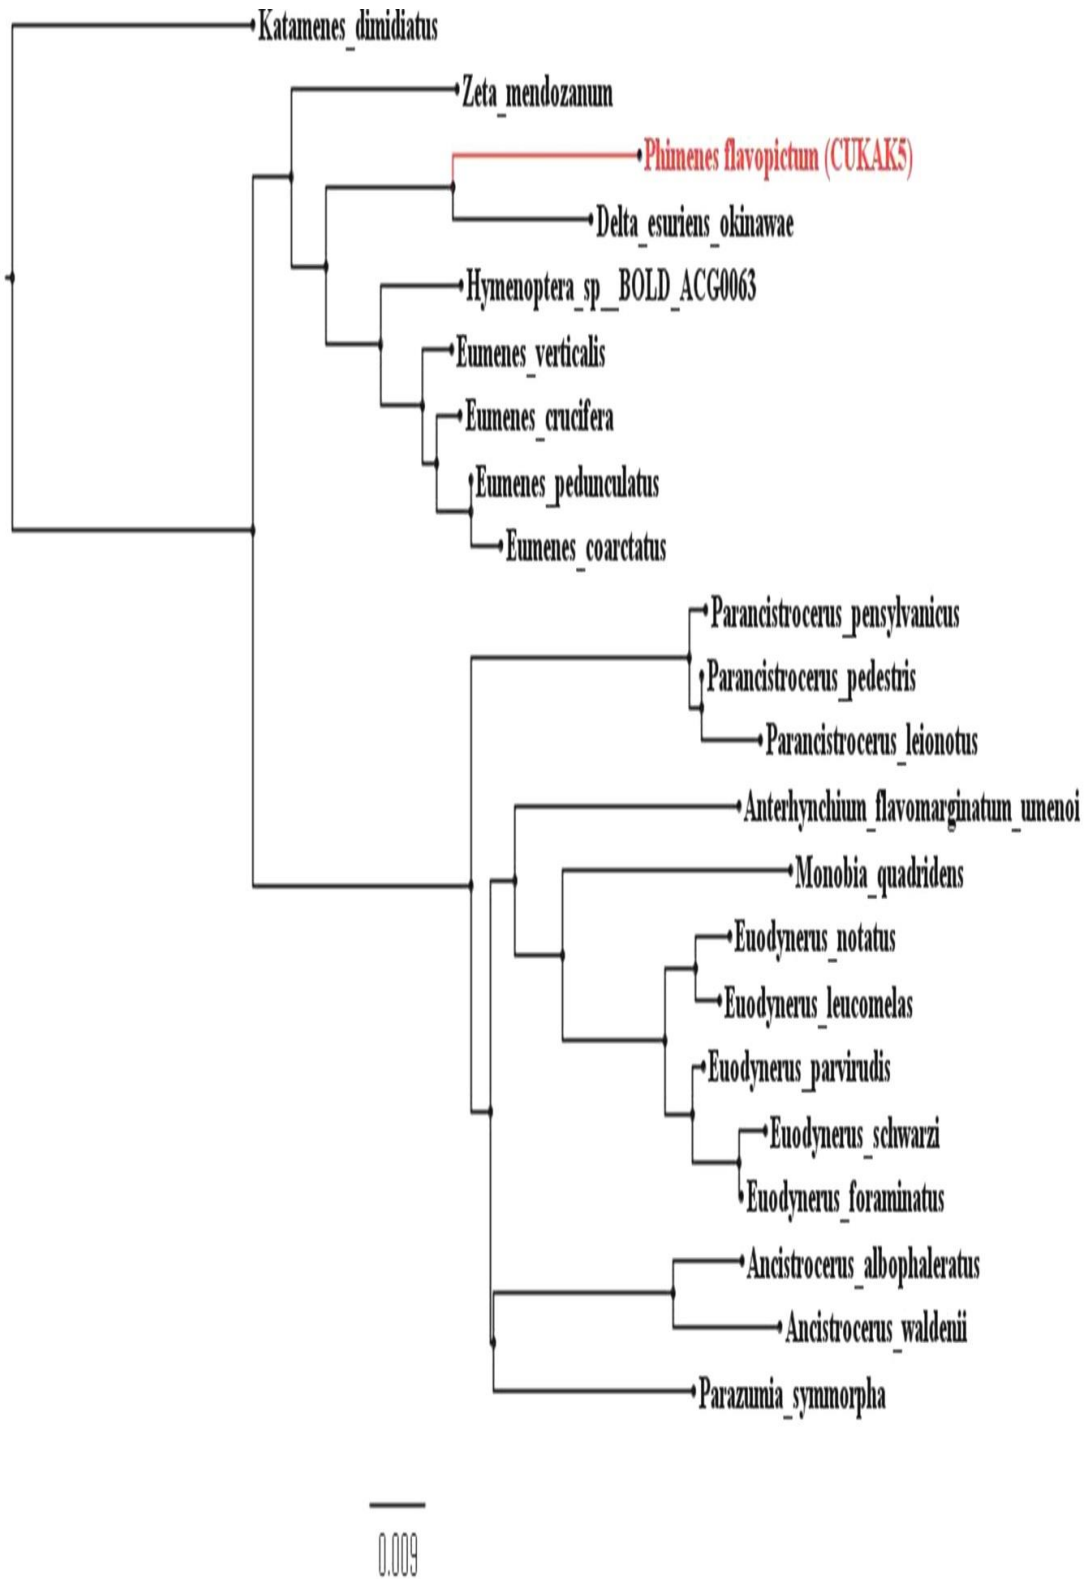 Katamenes_dimidiatus
Zeta_mendozanum
Phimenes flavopictum (CUKAK5)
Delta_esuriens_okinawae
Hymenoptera_sp__BOLD_ACG0063
Eumenes_verticalis
Eumenes_crucifera
Eumenes_pedunculatus
Eumenes_coarctatus
Parancistrocerus_pensylvanicus
Parancistrocerus_pedestris
Parancistrocerus_leionotus
Anterhynchium_flavomarginatum_umenoi
Monobia_quadridens
Euodynerus_notatus
Euodynerus_leucomelas
Euodynerus_parvirudis
Euodynerus_schwarzi
Euodynerus_foraminatus
Ancistrocerus_albophaleratus
Ancistrocerus_waldenii
Parazumia_symmorpha
0.009